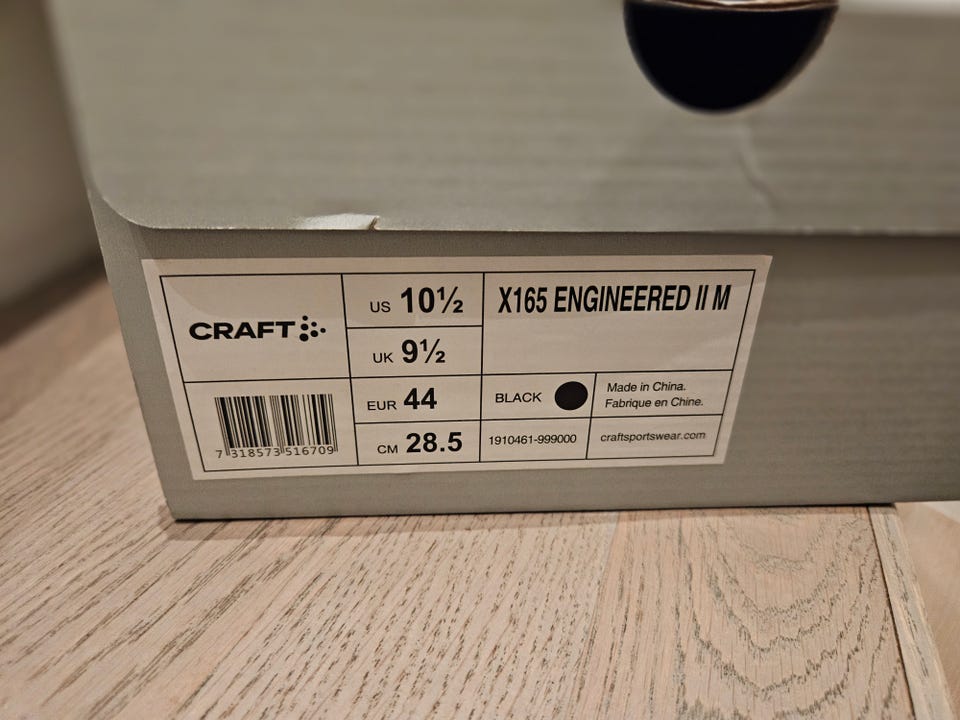 CRAFT
7 318573 516709
US 10½
UK 9½
EUR 44
CM 28.5
X165 ENGINEERED II M
BLACK
1910461-999000
Made in China.
Fabrique en Chine.
craftsportswear.com